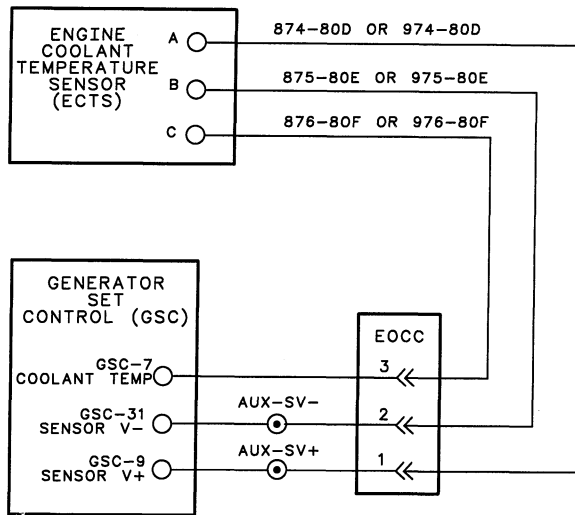 ENGINE
COOLANT
TEMPERATURE
SENSOR
(ECTS)
A
874-80D OR 974-80D
B
875-80E OR 975-80E
C
876-80F OR 976-80F
GENERATOR
SET
CONTROL (GSC)
EOCC
GSC-7
COOLANT TEMP
3
GSC-31
SENSOR V-
AUX-SV-
2
GSC-9
SENSOR V+
AUX-SV+
1